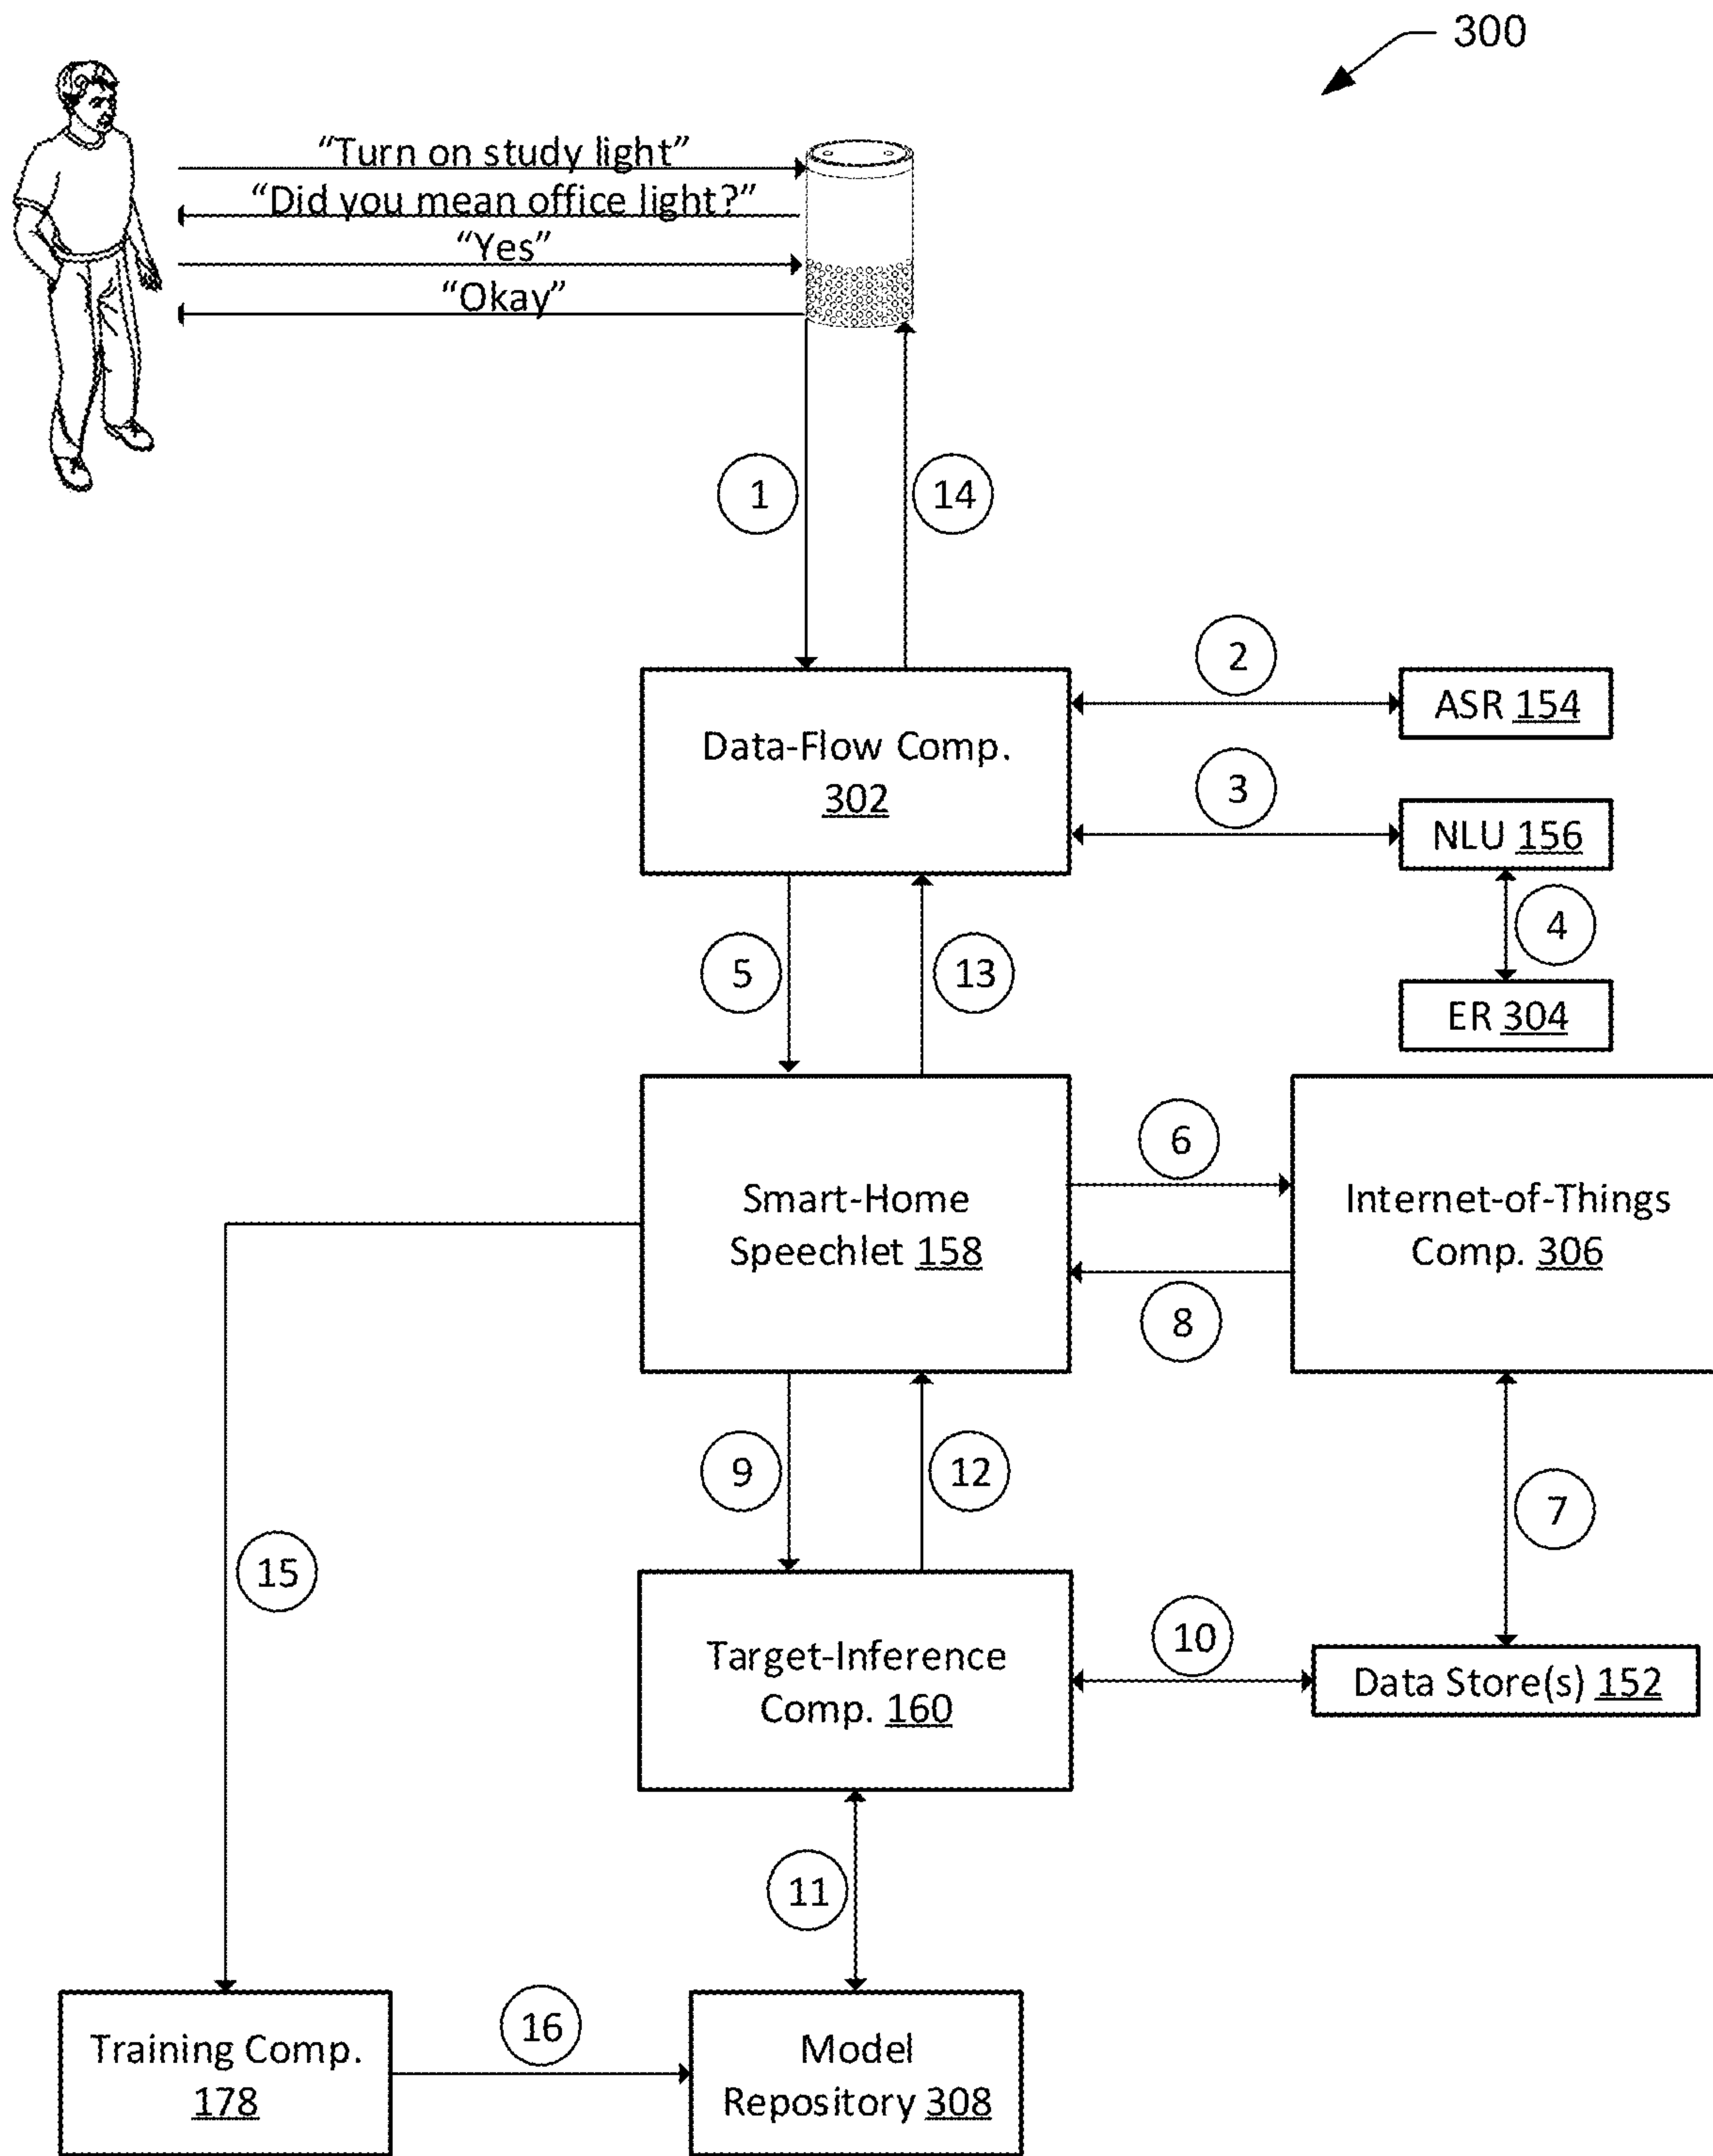 300
“Turn on study light”
“Did you mean office light?”
“Yes”
“Okay”
1
14
2
ASR 154
Data-Flow Comp.
302
3
NLU 156
4
5
13
ER 304
6
Smart-Home
Speechlet 158
Internet-of-Things
Comp. 306
8
9
12
7
15
10
Target-Inference
Comp. 160
Data Store(s) 152
11
16
Training Comp.
178
Model
Repository 308